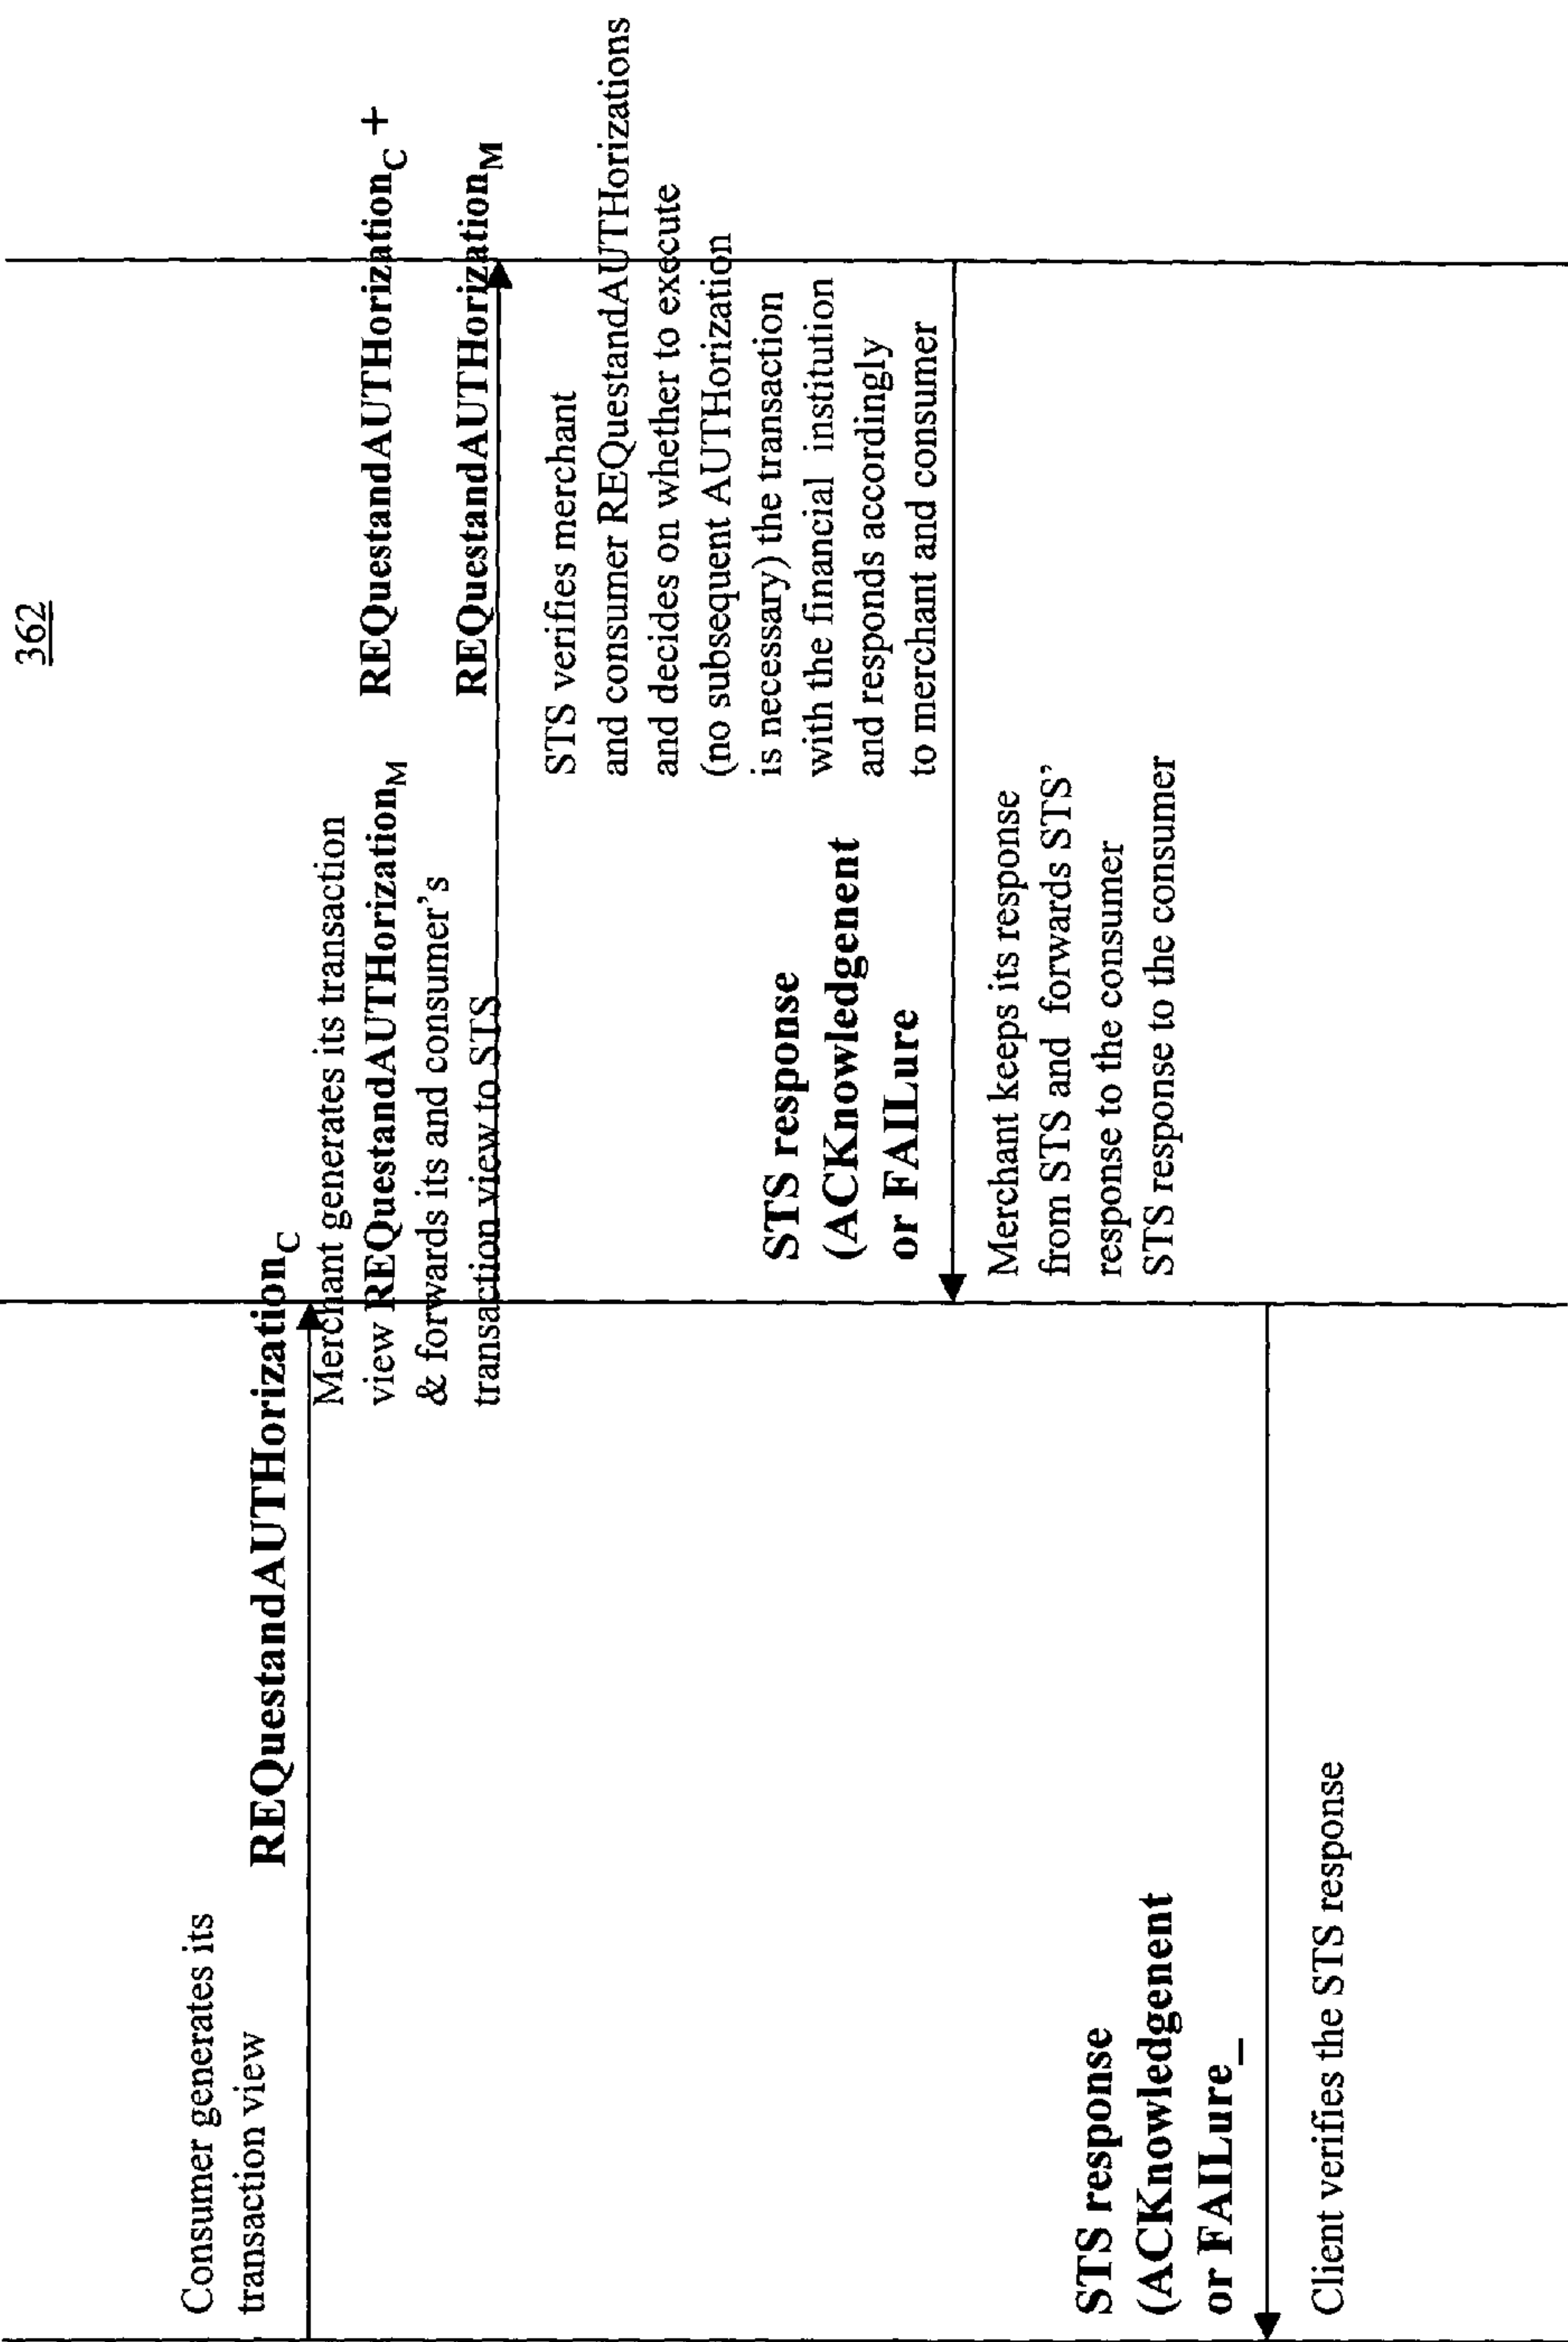 362
Consumer generates its
transaction view
REQuestandAUTHorizationC
Merchant generates its transaction
view REQuestandAUTHorizationM
& forwards its and consumer's
transaction view to STS
REQuestandAUTHorizationC +
REQuestandAUTHorizationM
STS verifies merchant
and consumer REQuestandAUTHorizations
and decides on whether to execute
(no subsequent AUTHorization
is necessary) the transaction
with the financial institution
and responds accordingly
to merchant and consumer
STS response
(ACKnowledgenent
or FAILure
Merchant keeps its response
from STS and forwards STS'
response to the consumer
STS response to the consumer
STS response
(ACKnowledgenent
or FAILure_
Client verifies the STS response